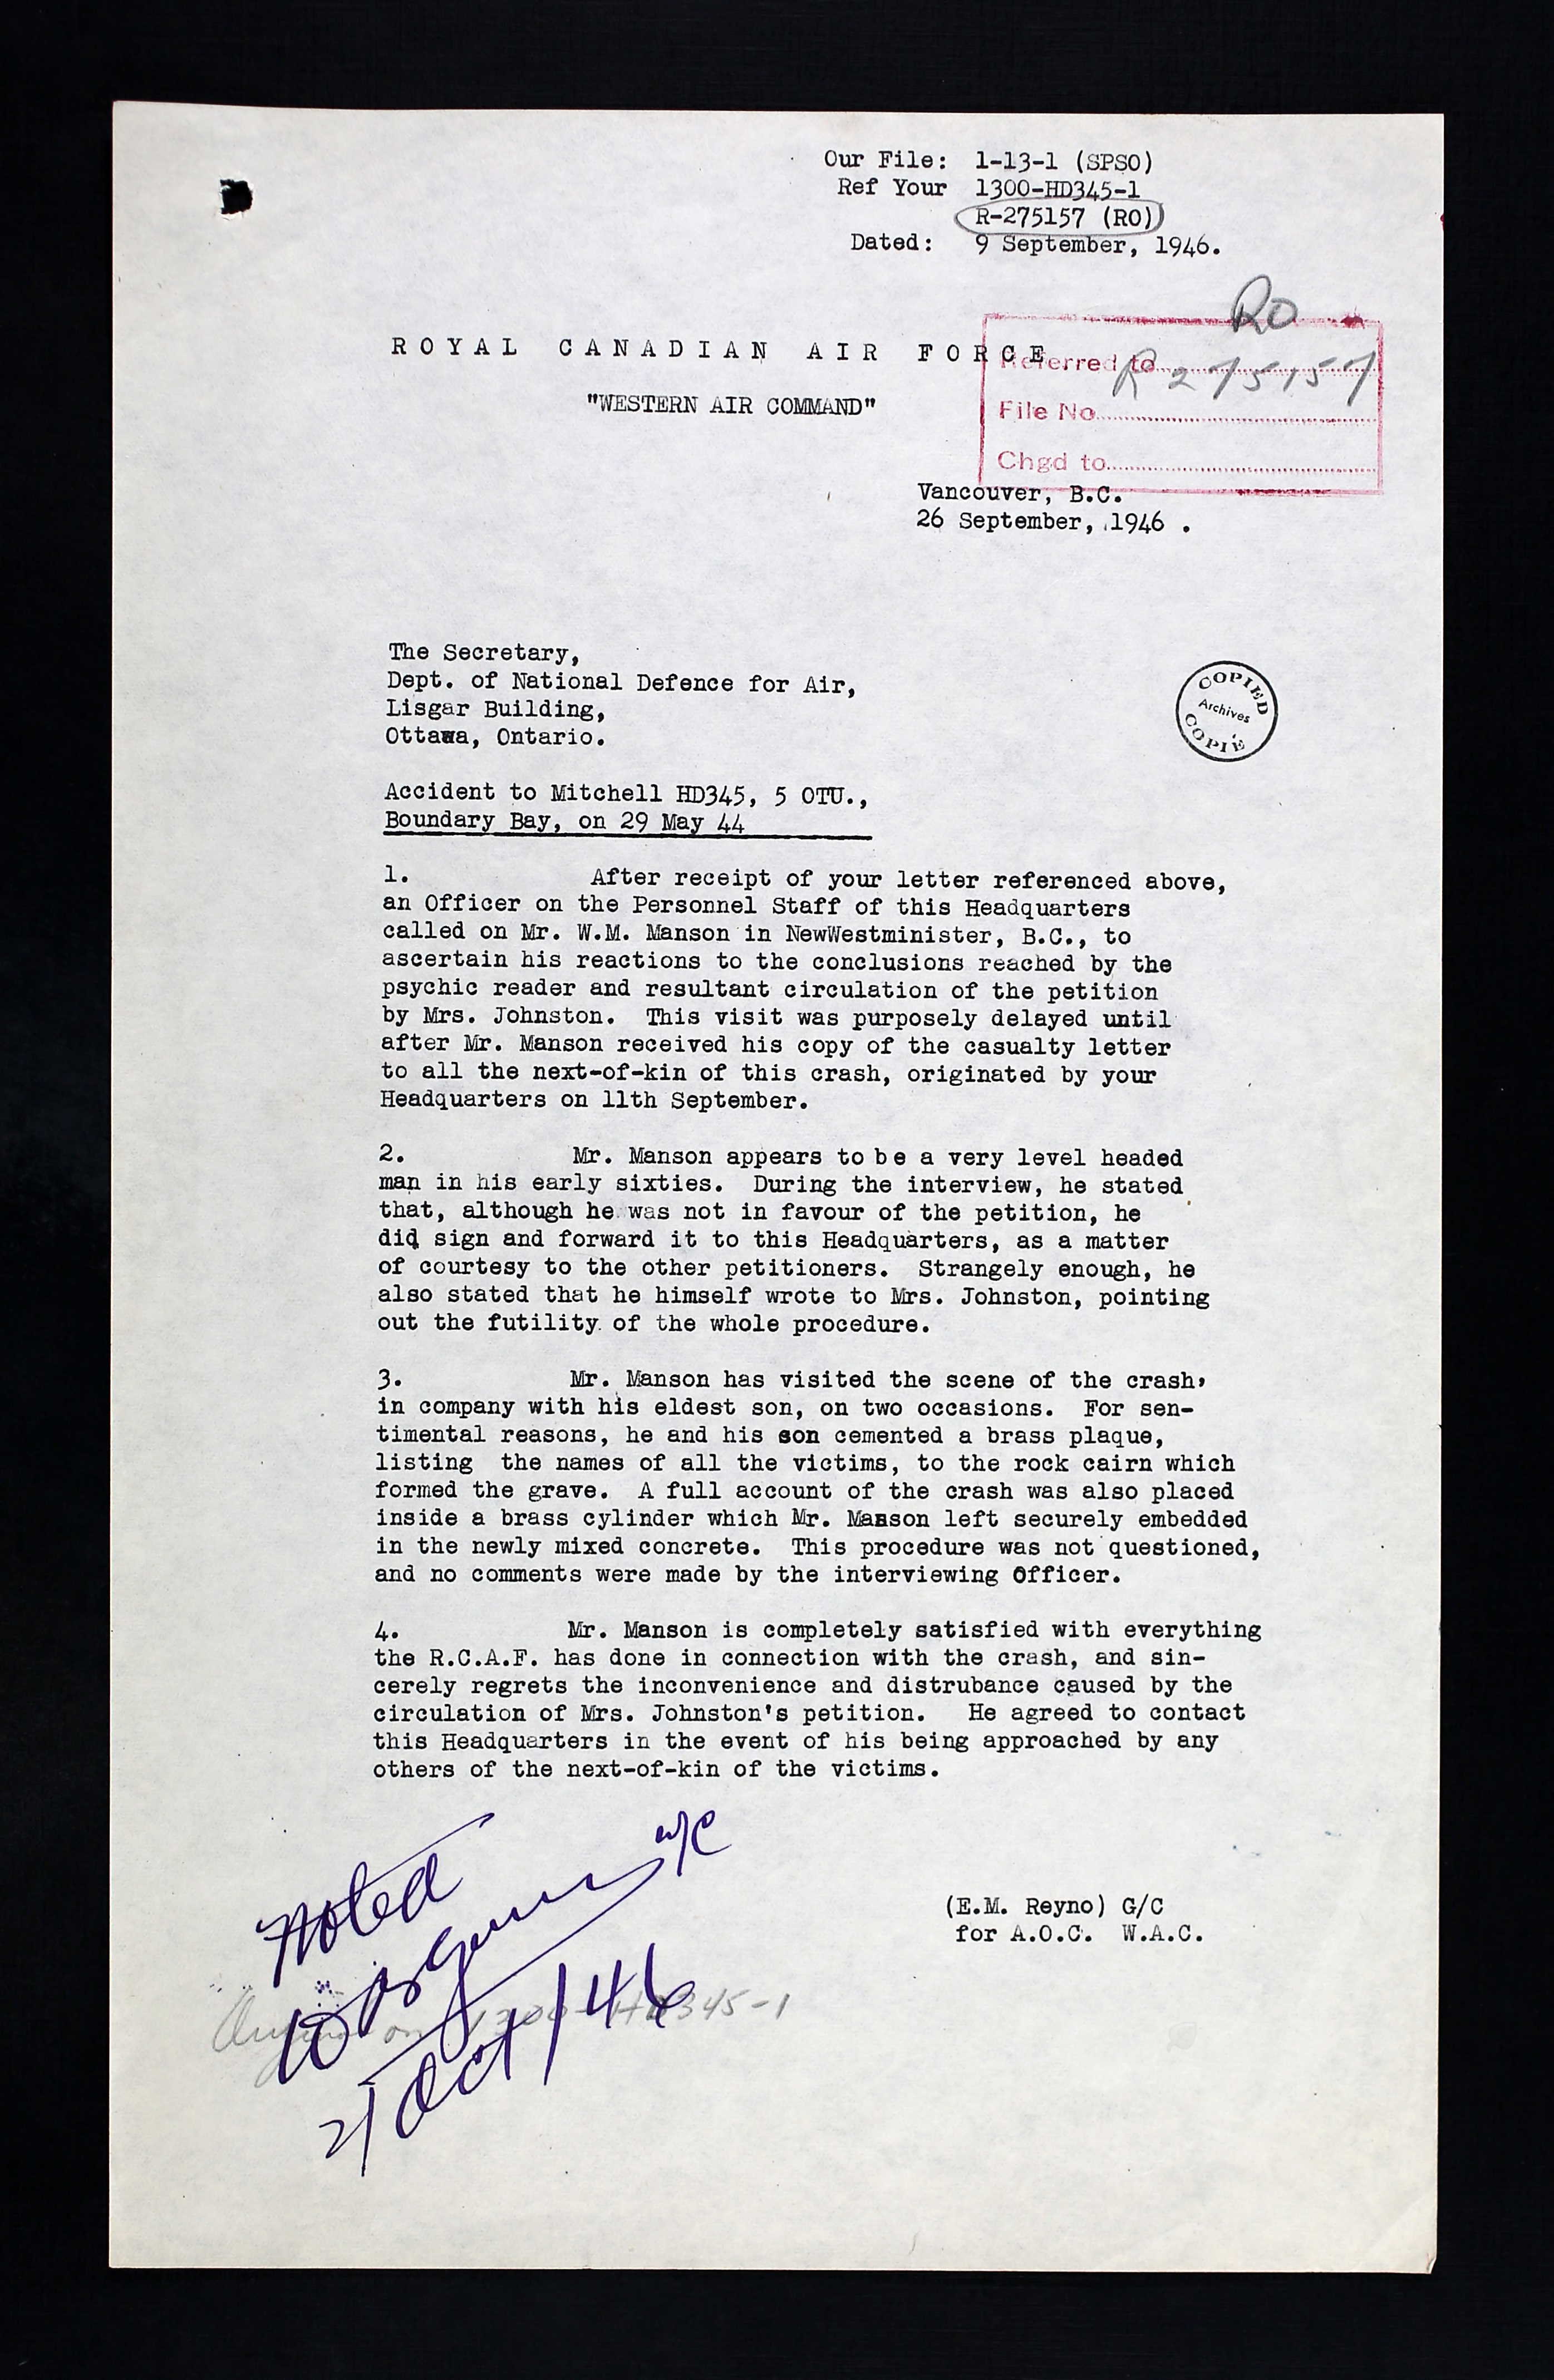 Our File: 1-13-1 (SPSO)
Ref Your 1300-HD345-1
R-275157 (RO)
Dated: 9 September, 1946.
RO
ROYAL CANADIAN AIR FORCE
Referred to R 275157
"WESTERN AIR COMMAND"
File No
Chgd to
Vancouver, B.C.
26 September, 1946 .
The Secretary,
Dept. of National Defence for Air,
Lisgar Building,
Ottawa, Ontario.
COPIED
Archives
COPIÉ
Accident to Mitchell HD345, 5 OTU.,
Boundary Bay, on 29 May 44
1. After receipt of your letter referenced above,
an Officer on the Personnel Staff of this Headquarters
called on Mr. W.M. Manson in NewWestminister, B.C., to
ascertain his reactions to the conclusions reached by the
psychic reader and resultant circulation of the petition
by Mrs. Johnston. This visit was purposely delayed until
after Mr. Manson received his copy of the casualty letter
to all the next-of-kin of this crash, originated by your
Headquarters on 11th September.
2. Mr. Manson appears to be a very level headed
man in his early sixties. During the interview, he stated
that, although he was not in favour of the petition, he
did sign and forward it to this Headquarters, as a matter
of courtesy to the other petitioners. Strangely enough, he
also stated that he himself wrote to Mrs. Johnston, pointing
out the futility of the whole procedure.
3. Mr. Manson has visited the scene of the crash,
in company with his eldest son, on two occasions. For sen-
timental reasons, he and his son cemented a brass plaque,
listing the names of all the victims, to the rock cairn which
formed the grave. A full account of the crash was also placed
inside a brass cylinder which Mr. Manson left securely embedded
in the newly mixed concrete. This procedure was not questioned,
and no comments were made by the interviewing Officer.
4. Mr. Manson is completely satisfied with everything
the R.C.A.F. has done in connection with the crash, and sin-
cerely regrets the inconvenience and distrubance caused by the
circulation of Mrs. Johnston's petition. He agreed to contact
this Headquarters in the event of his being approached by any
others of the next-of-kin of the victims.
Noted
W/C
(E.M. Reyno) G/C
for A.O.C. W.A.C.
on 1300-HD345-1
21 Oct/46